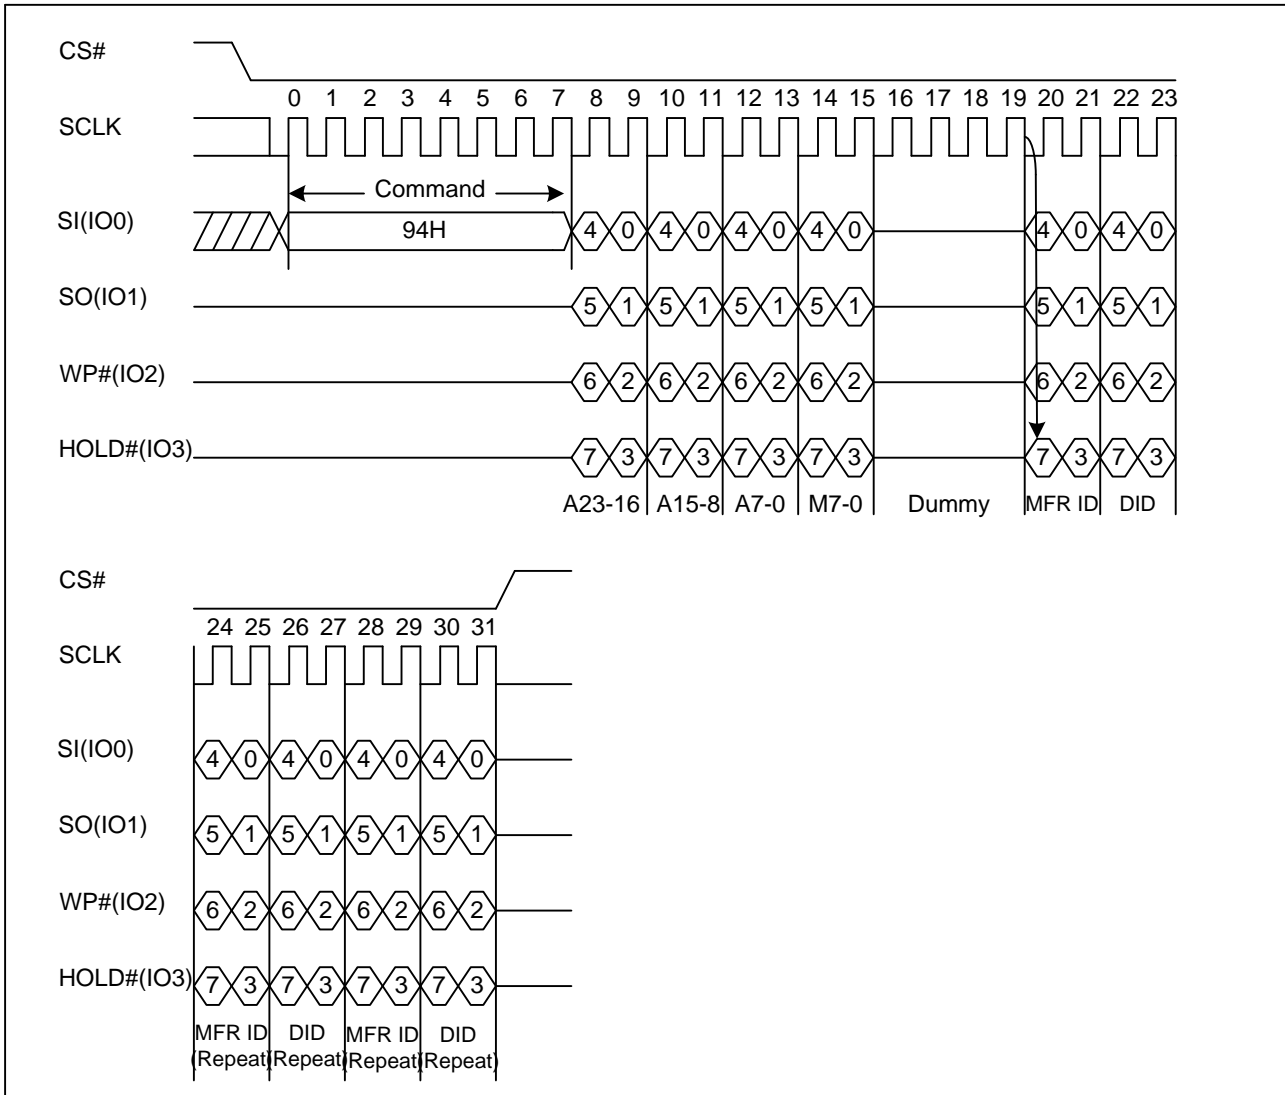 CS#
0 1 2 3 4 5 6 7 8 9 10 11 12 13 14 15 16 17 18 19 20 21 22 23
SCLK
Command
SI(IO0) 94H 4 0 4 0 4 0 4 0 4 0 4 0
SO(IO1) 5 1 5 1 5 1 5 1 5 1 5 1
WP#(IO2) 6 2 6 2 6 2 6 2 6 2 6 2
HOLD#(IO3) 7 3 7 3 7 3 7 3 7 3 7 3
A23-16 A15-8 A7-0 M7-0 Dummy MFR ID DID
CS#
24 25 26 27 28 29 30 31
SCLK
SI(IO0) 4 0 4 0 4 0 4 0
SO(IO1) 5 1 5 1 5 1 5 1
WP#(IO2) 6 2 6 2 6 2 6 2
HOLD#(IO3) 7 3 7 3 7 3 7 3
MFR ID DID MFR ID DID
(Repeat) (Repeat) (Repeat) (Repeat)